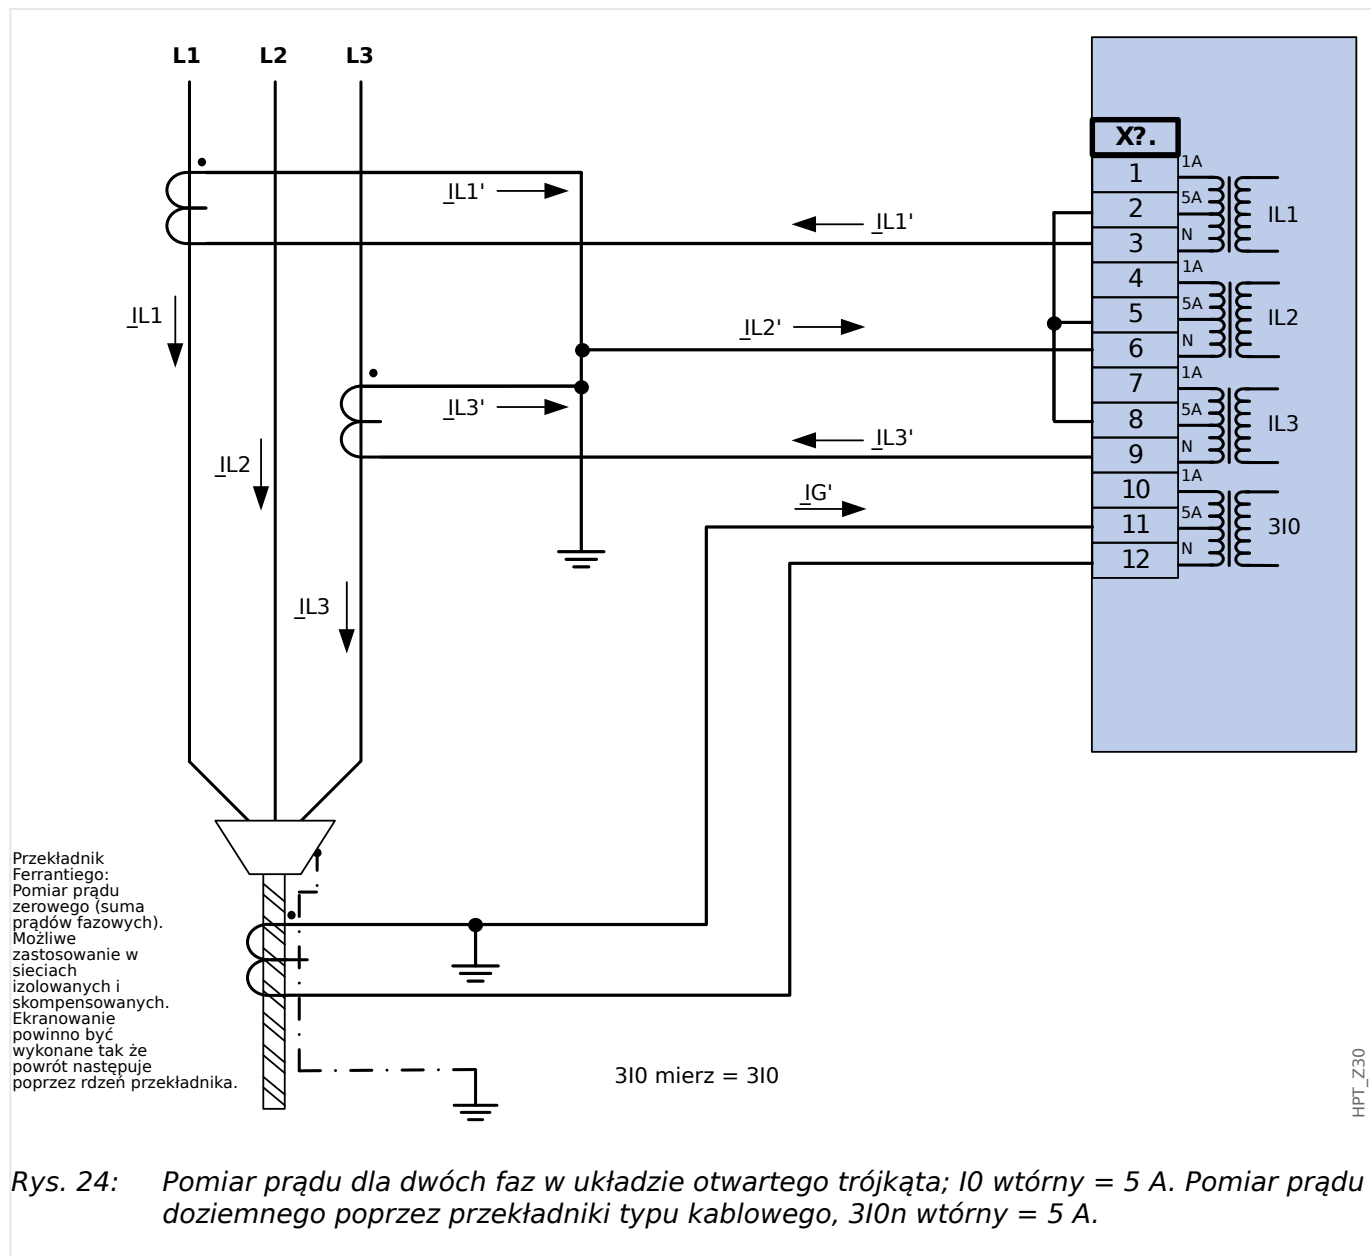 L1 L2 L3
X?.
1
2
3
4
5
6
7
8
9
10
11
12
1A
5A
N
IL1
1A
5A
N
IL2
1A
5A
N
IL3
1A
5A
N
3I0
IL1'
IL1'
IL1
IL2'
IL3'
IL3'
IL2
IG'
IL3
Przekładnik
Ferrantiego:
Pomiar prądu
zerowego (suma
prądów fazowych).
Możliwe
zastosowanie w
sieciach
izolowanych i
skompensowanych.
Ekranowanie
powinno być
wykonane tak że
powrót następuje
poprzez rdzeń przekładnika.
3I0 mierz = 3I0
HPT_Z30
Rys. 24: Pomiar prądu dla dwóch faz w układzie otwartego trójkąta; I0 wtórny = 5 A. Pomiar prądu
doziemnego poprzez przekładniki typu kablowego, 3I0n wtórny = 5 A.